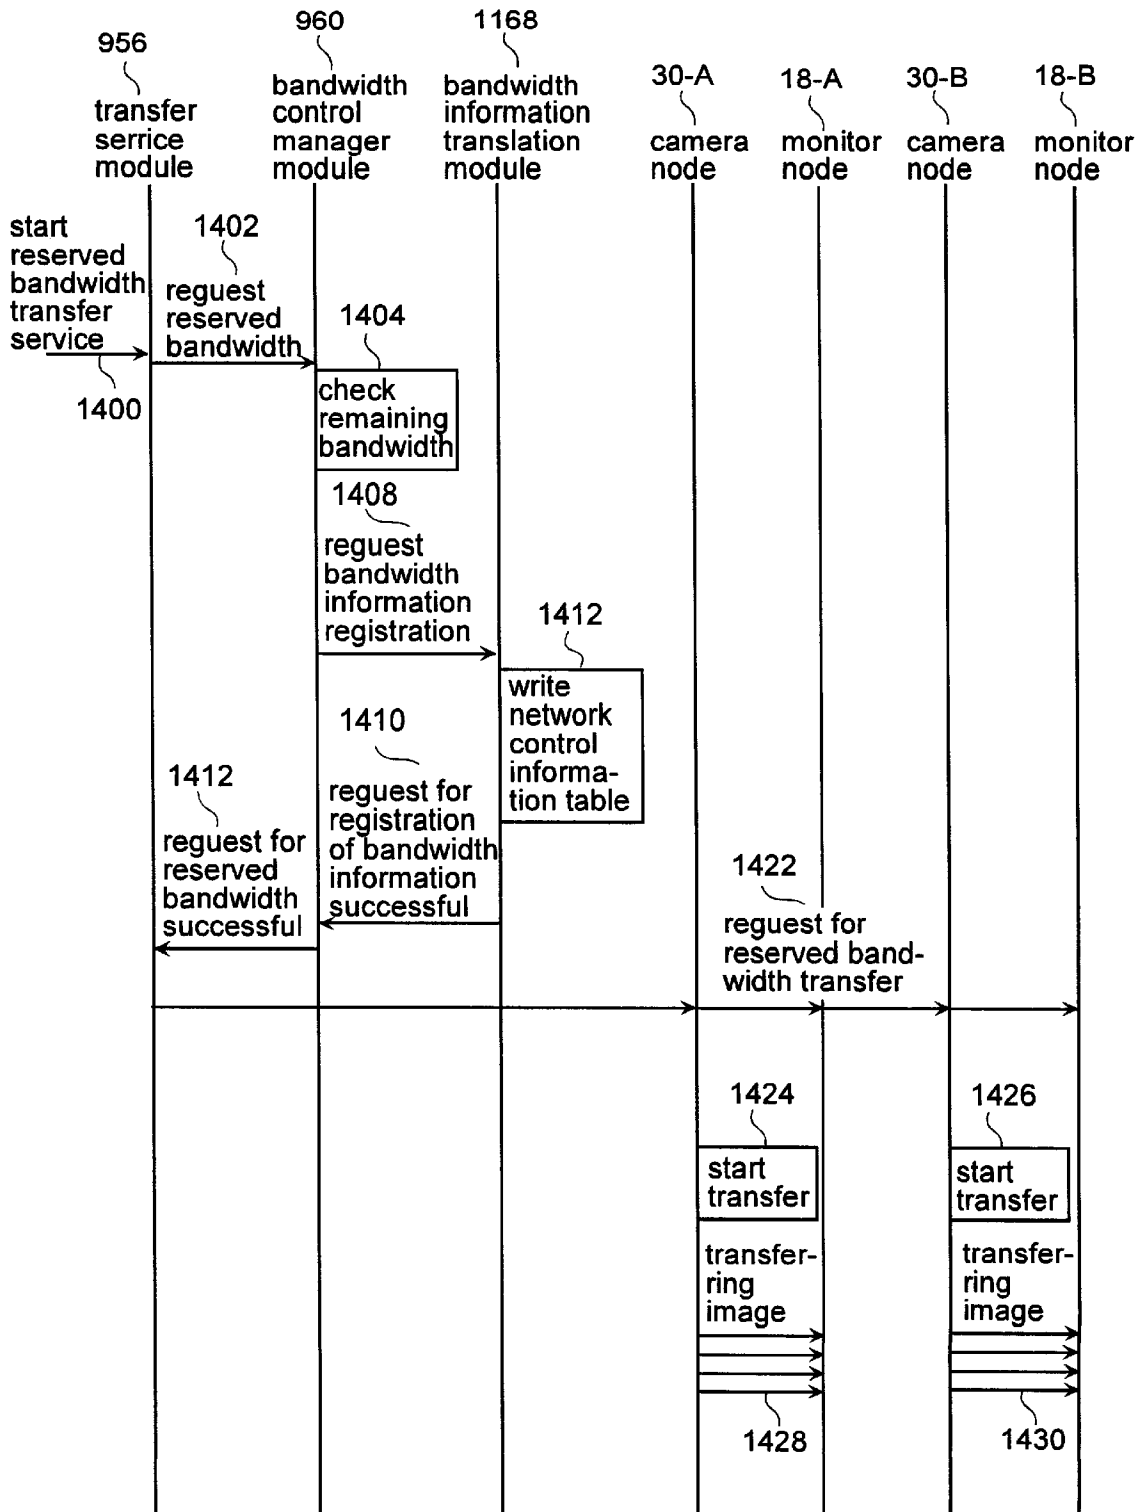 956
transfer
serrice
module
960
bandwidth
control
manager
module
1168
bandwidth
information
translation
module
30-A
camera
node
18-A
monitor
node
30-B
camera
node
18-B
monitor
node
start
reserved
bandwidth
transfer
service
1400
1402
reguest
reserved
bandwidth
1404
check
remaining
bandwidth
1408
reguest
bandwidth
information
registration
1412
write
network
control
informa-
tion table
1410
reguest for
registration
of bandwidth
information
successful
1412
reguest for
reserved
bandwidth
successful
1422
reguest for
reserved band-
width transfer
1424
start
transfer
1426
start
transfer
transfer-
ring
image
1428
transfer-
ring
image
1430